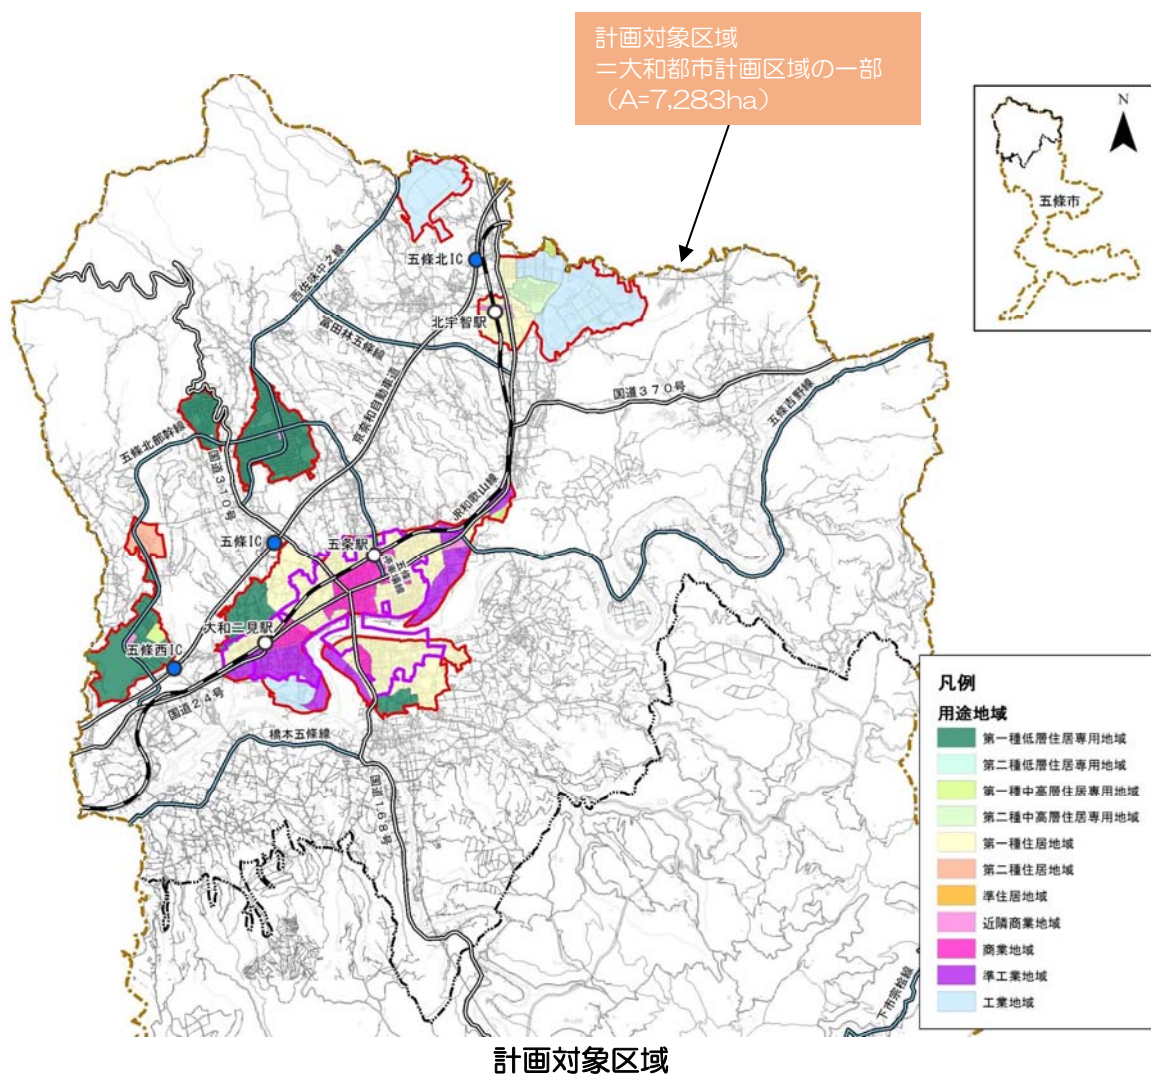 計画対象区域
=大和都市計画区域の一部
(A=7,283ha)
N
五條市
五條北IC
西佐味中之線
北宇智駅
富田林五條線
京奈和自動車道
国道370号
五條吉野線
五條北部幹線
国道310号
JR和歌山線
五條IC
五条駅
大和二見駅
五條西IC
国道24号
橋本五條線
国道168号
下市宗桧線
凡例
用途地域
第一種低層住居専用地域
第二種低層住居専用地域
第一種中高層住居専用地域
第二種中高層住居専用地域
第一種住居地域
第二種住居地域
準住居地域
近隣商業地域
商業地域
準工業地域
工業地域
計画対象区域